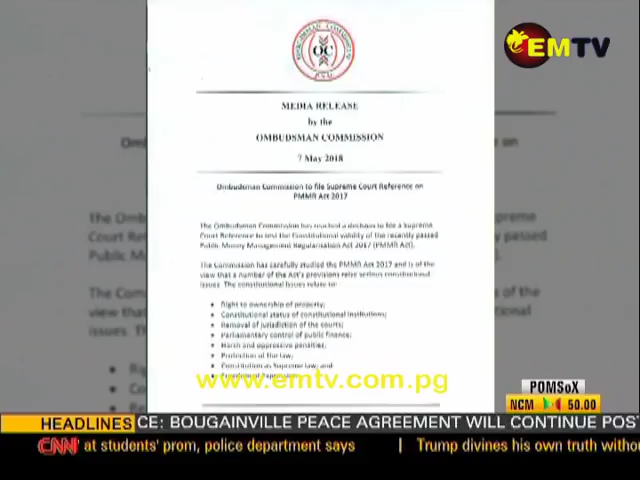 EMTV
OMBUDSMAN COMMISSION
OC
P.N.G.
MEDIA RELEASE
by the
OMBUDSMAN COMMISSION
7 May 2018
Ombudsman Commission to file Supreme Court Reference on
PMMR Act 2017
The Ombudsman Commission has reached a decision to file a Supreme
Court Reference to test the Constitutional validity of the recently passed
Public Money Management Regularisation Act 2017 (PMMR Act).
The Commission has carefully studied the PMMR Act 2017 and is of the
view that a number of the Act's provisions raise serious constitutional
issues. The constitutional issues relate to:
• Right to ownership of property;
• Constitutional status of constitutional institutions;
• Removal of jurisdiction of the courts;
• Parliamentary control of public finance;
• Harsh and oppressive penalties;
• Protection of the law;
• Constitution as Supreme law; and
www.emtv.com.pg
POMSoX
NCM 50.00
HEADLINES CE: BOUGAINVILLE PEACE AGREEMENT WILL CONTINUE POST
CNN at students' prom, police department says | Trump divines his own truth withou